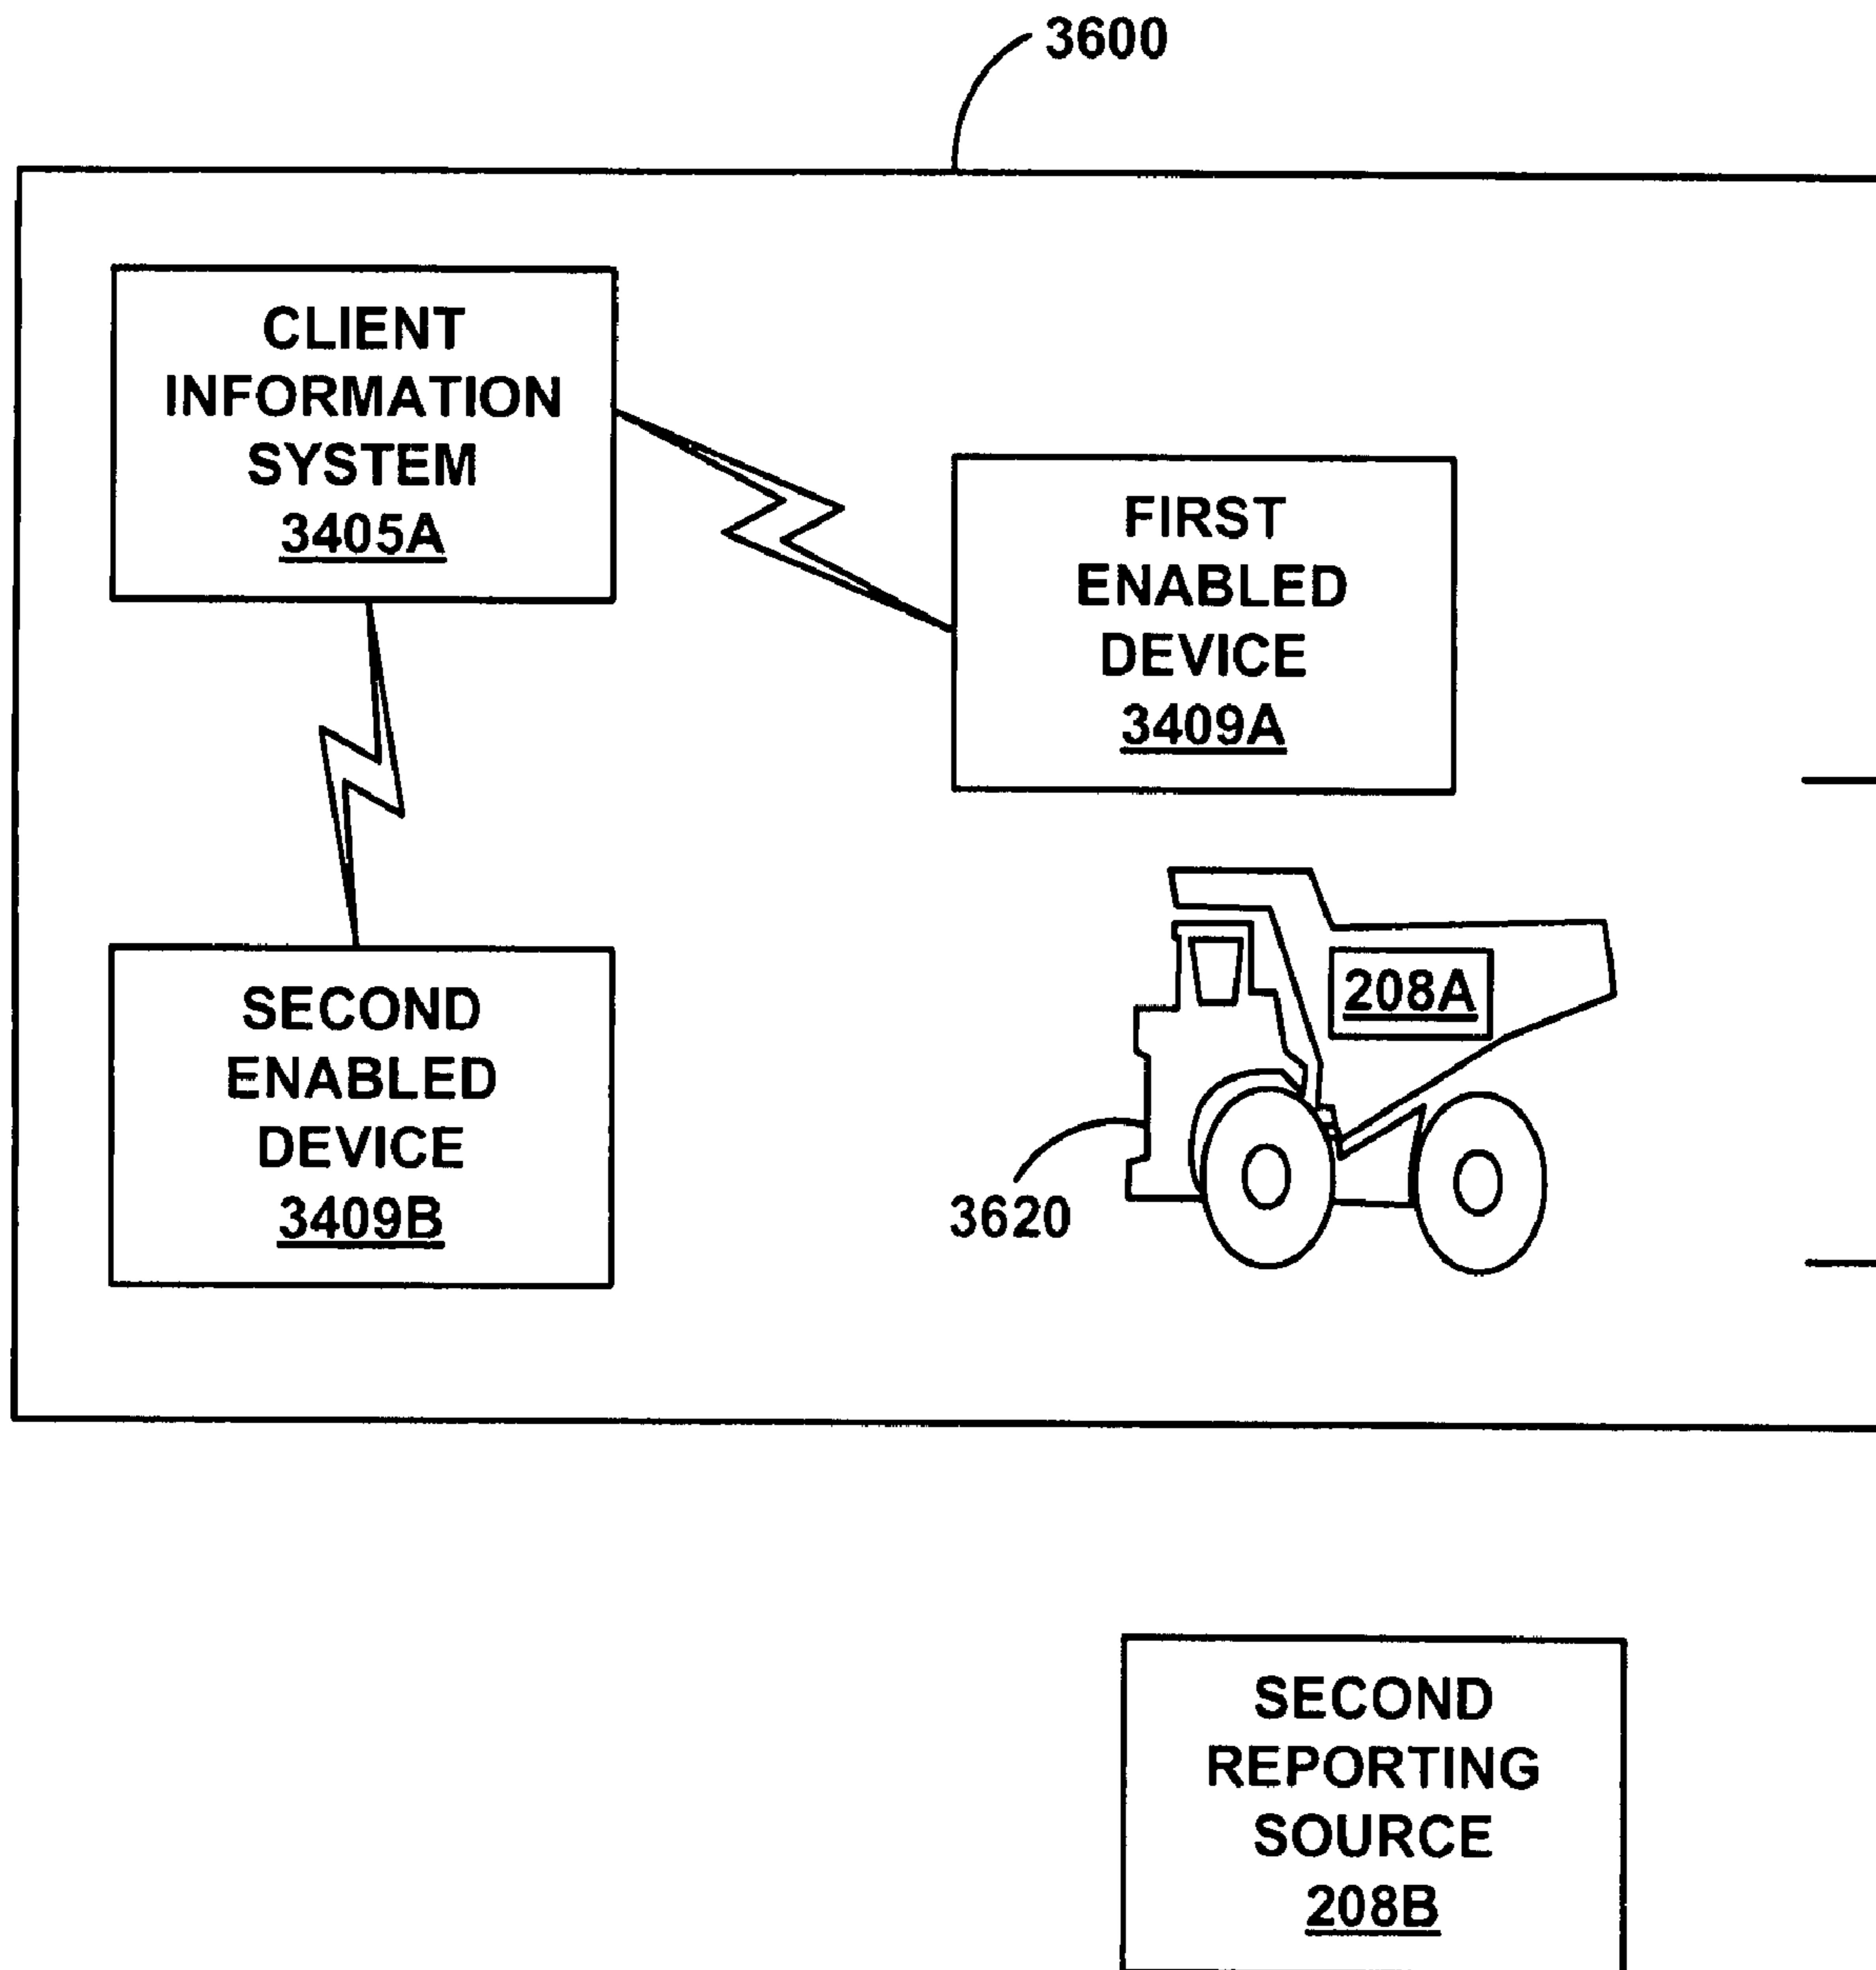 3600
CLIENT
INFORMATION
SYSTEM
3405A
FIRST
ENABLED
DEVICE
3409A
208A
SECOND
ENABLED
DEVICE
3409B
3620
SECOND
REPORTING
SOURCE
208B